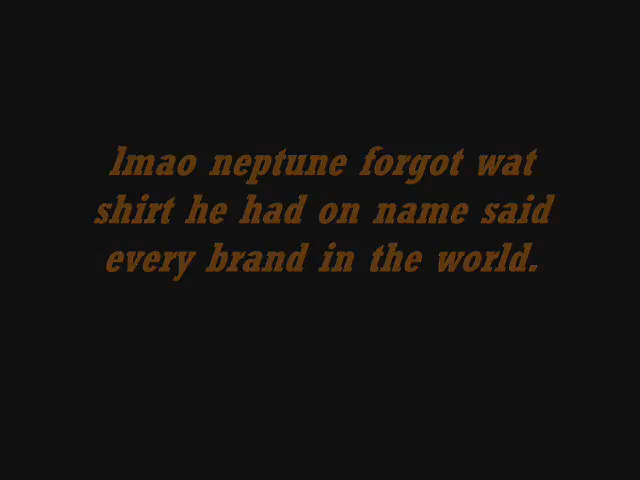 lmao neptune forgot wat
shirt he had on name said
every brand in the world.